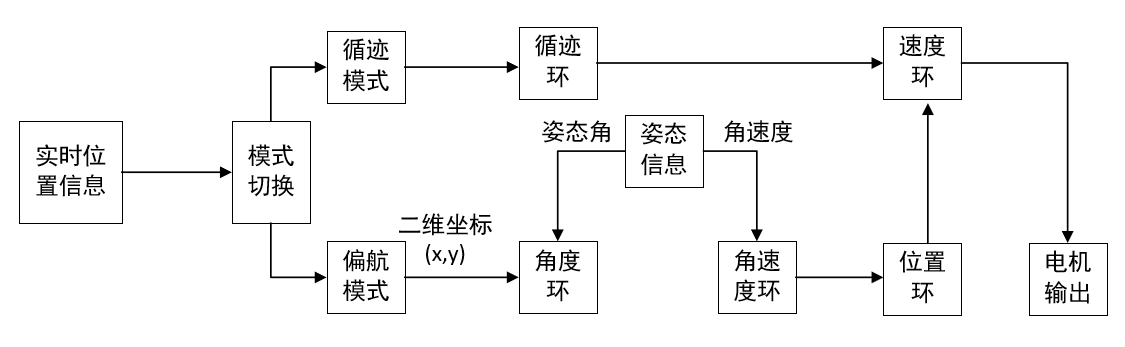 循迹
模式
循迹
环
速度
环
姿态角
姿态
信息
角速度
实时位
置信息
模式
切换
二维坐标
(x,y)
偏航
模式
角度
环
角速
度环
位置
环
电机
输出